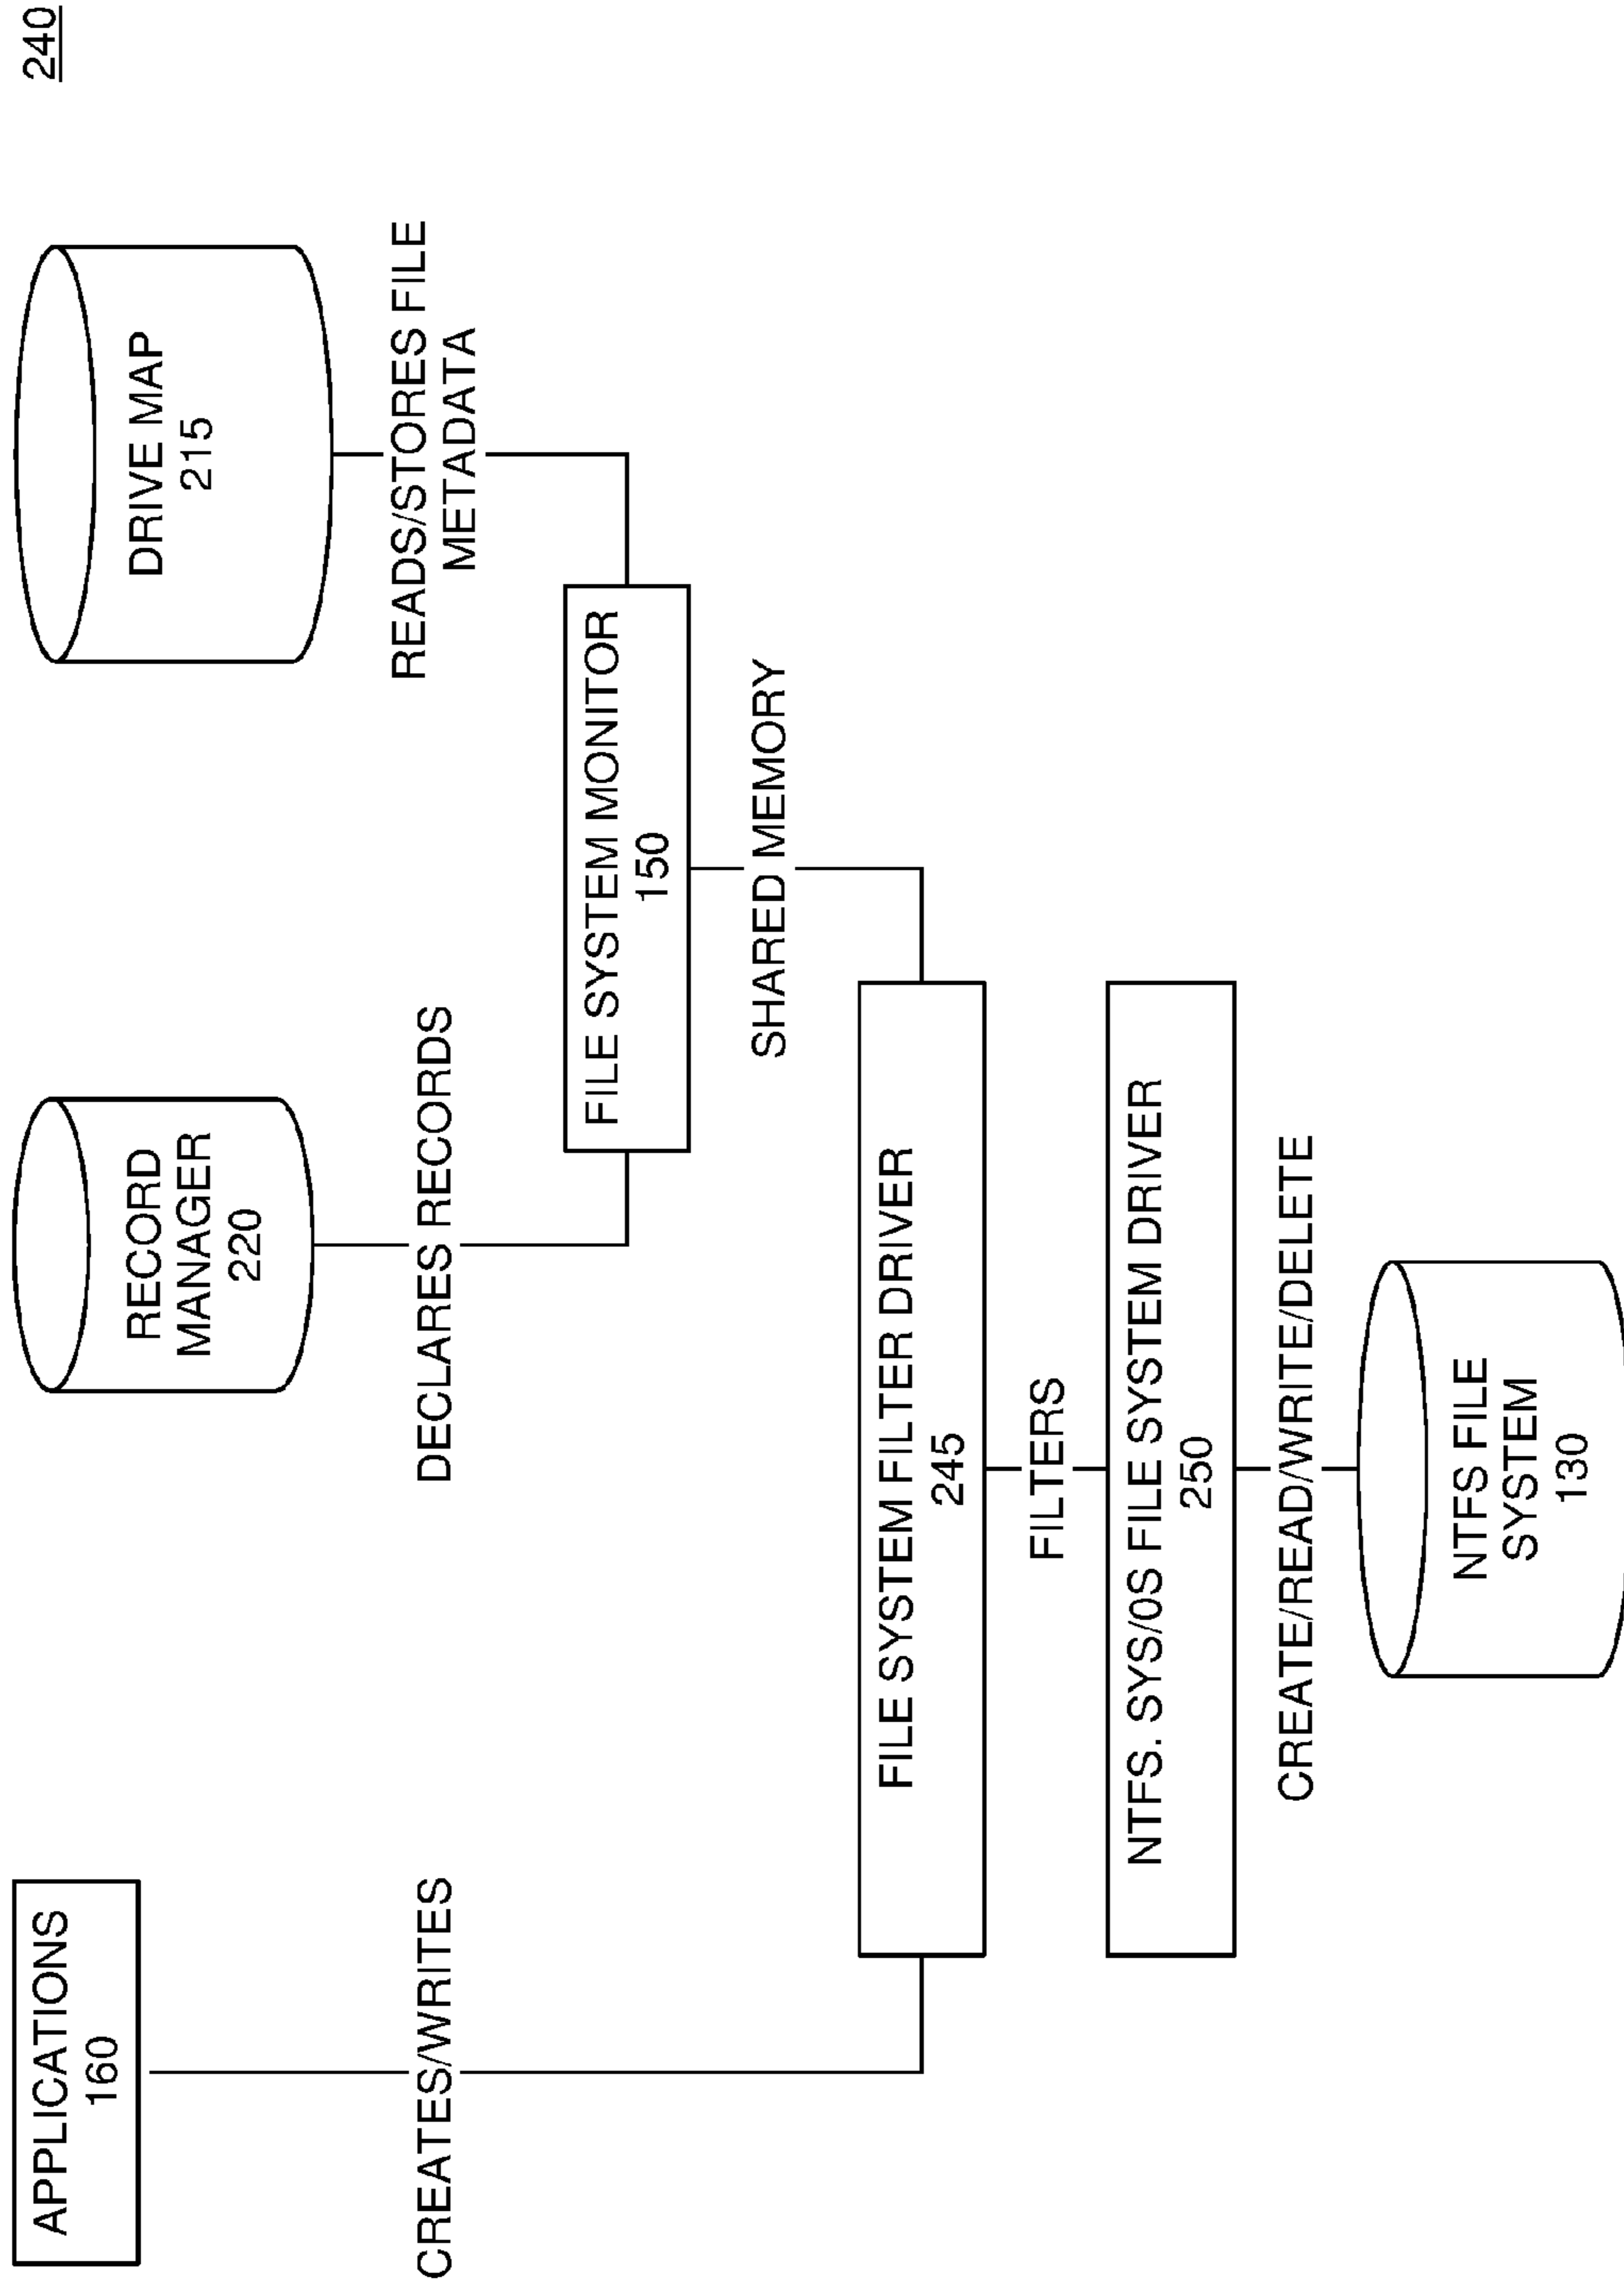 240
APPLICATIONS
160
RECORD
MANAGER
220
DRIVE MAP
215
CREATES/WRITES
DECLARES RECORDS
READS/STORES FILE
METADATA
FILE SYSTEM MONITOR
150
SHARED MEMORY
FILE SYSTEM FILTER DRIVER
245
FILTERS
NTFS. SYS/0S FILE SYSTEM DRIVER
250
CREATE/READ/WRITE/DELETE
NTFS FILE
SYSTEM
130